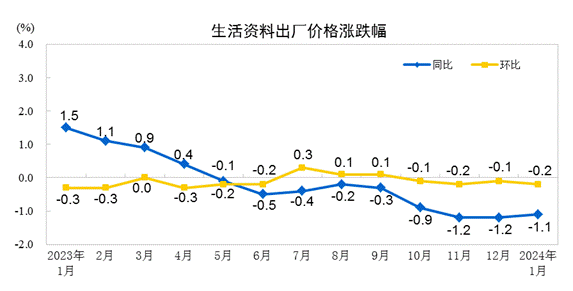 生活资料出厂价格涨跌幅
(%)
4.0
3.0
2.0
1.0
0.0
-1.0
-2.0
同比
环比
1.5
1.1
0.9
0.4
-0.1
-0.5
-0.4
-0.2
-0.3
-0.9
-1.2
-1.2
-1.1
-0.3
-0.3
0.0
-0.3
-0.2
-0.2
0.3
0.1
0.1
-0.1
-0.2
-0.1
-0.2
2023年
1月
2月
3月
4月
5月
6月
7月
8月
9月
10月
11月
12月
2024年
1月